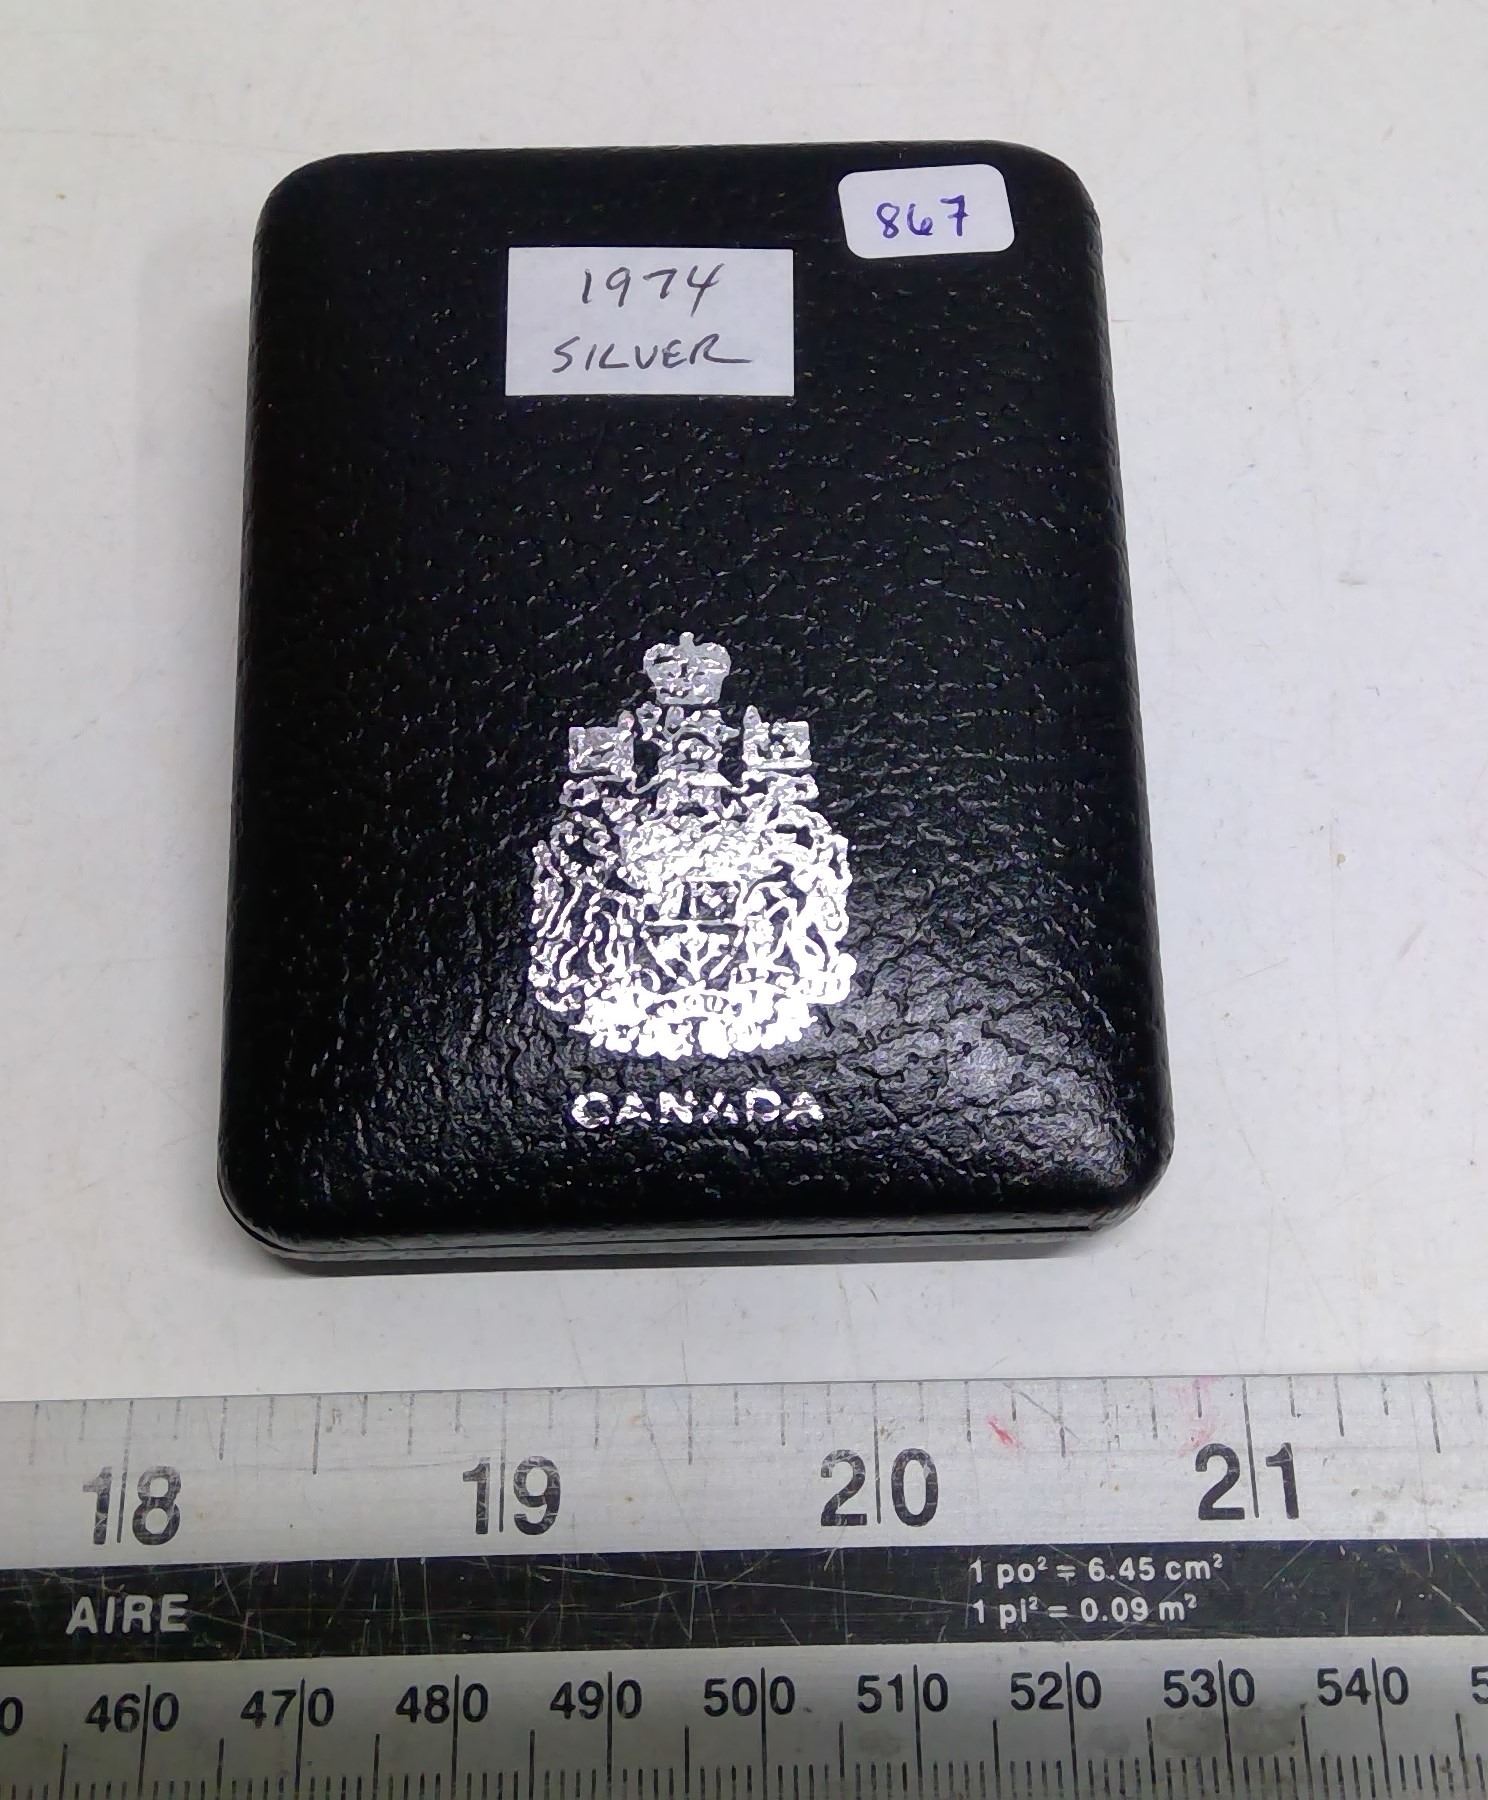 867
1974
SILVER
CANADA
18 19 20 21
1 po² = 6.45 cm²
AIRE
1 pi² = 0.09 m²
460 470 480 490 500 510 520 530 540